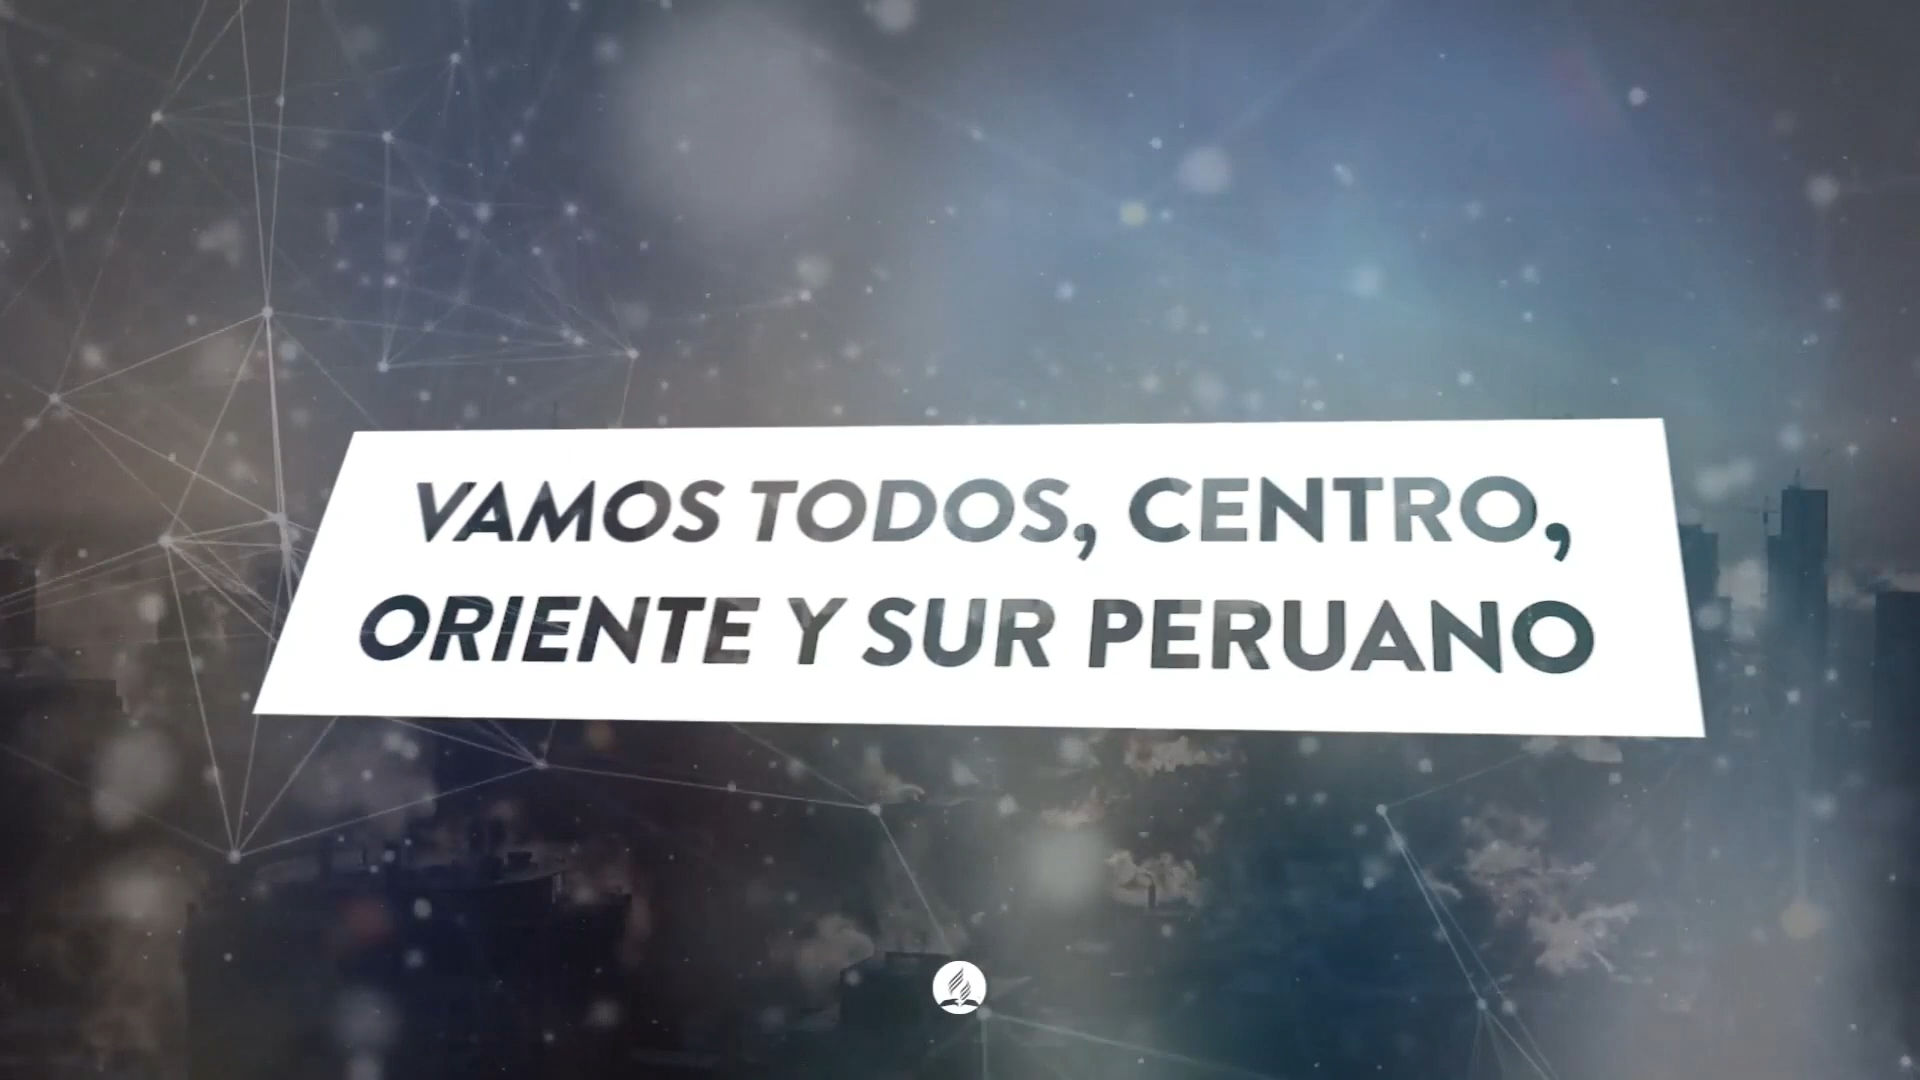 VAMOS TODOS, CENTRO,
ORIENTE Y SUR PERUANO